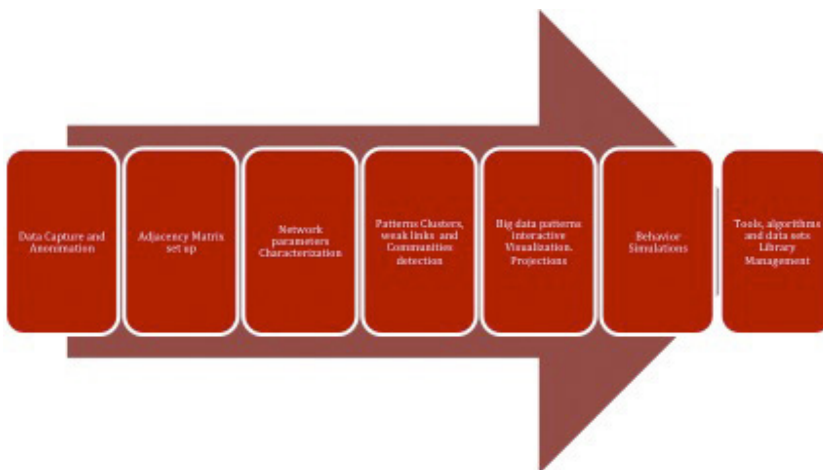 Data Capture and
Anonimation
Adjacency Matrix
set up
Network
parameters
Characterization
Patterns Clusters,
weak links and
Communities
detection
Big data patterns
interactive
Visualization.
Projections
Behavior
Simulations
Tools, algorithms
and data sets
Library
Management